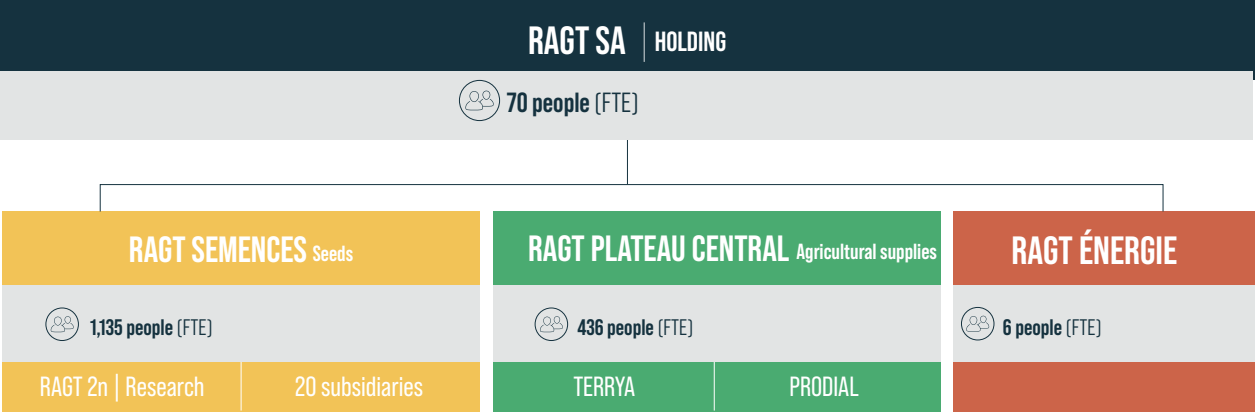 RAGT SA | HOLDING
70 people (FTE)
RAGT SEMENCES Seeds
RAGT PLATEAU CENTRAL Agricultural supplies
RAGT ÉNERGIE
1,135 people (FTE)
436 people (FTE)
6 people (FTE)
RAGT 2n | Research
20 subsidiaries
TERRYA
PRODIAL